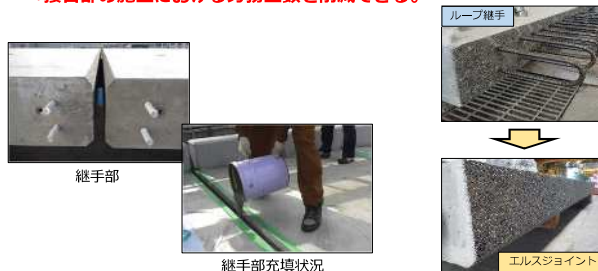 接合部の施工における労務工数を削減できる。
ループ継手
継手部
継手部充填状況
エルスジョイント